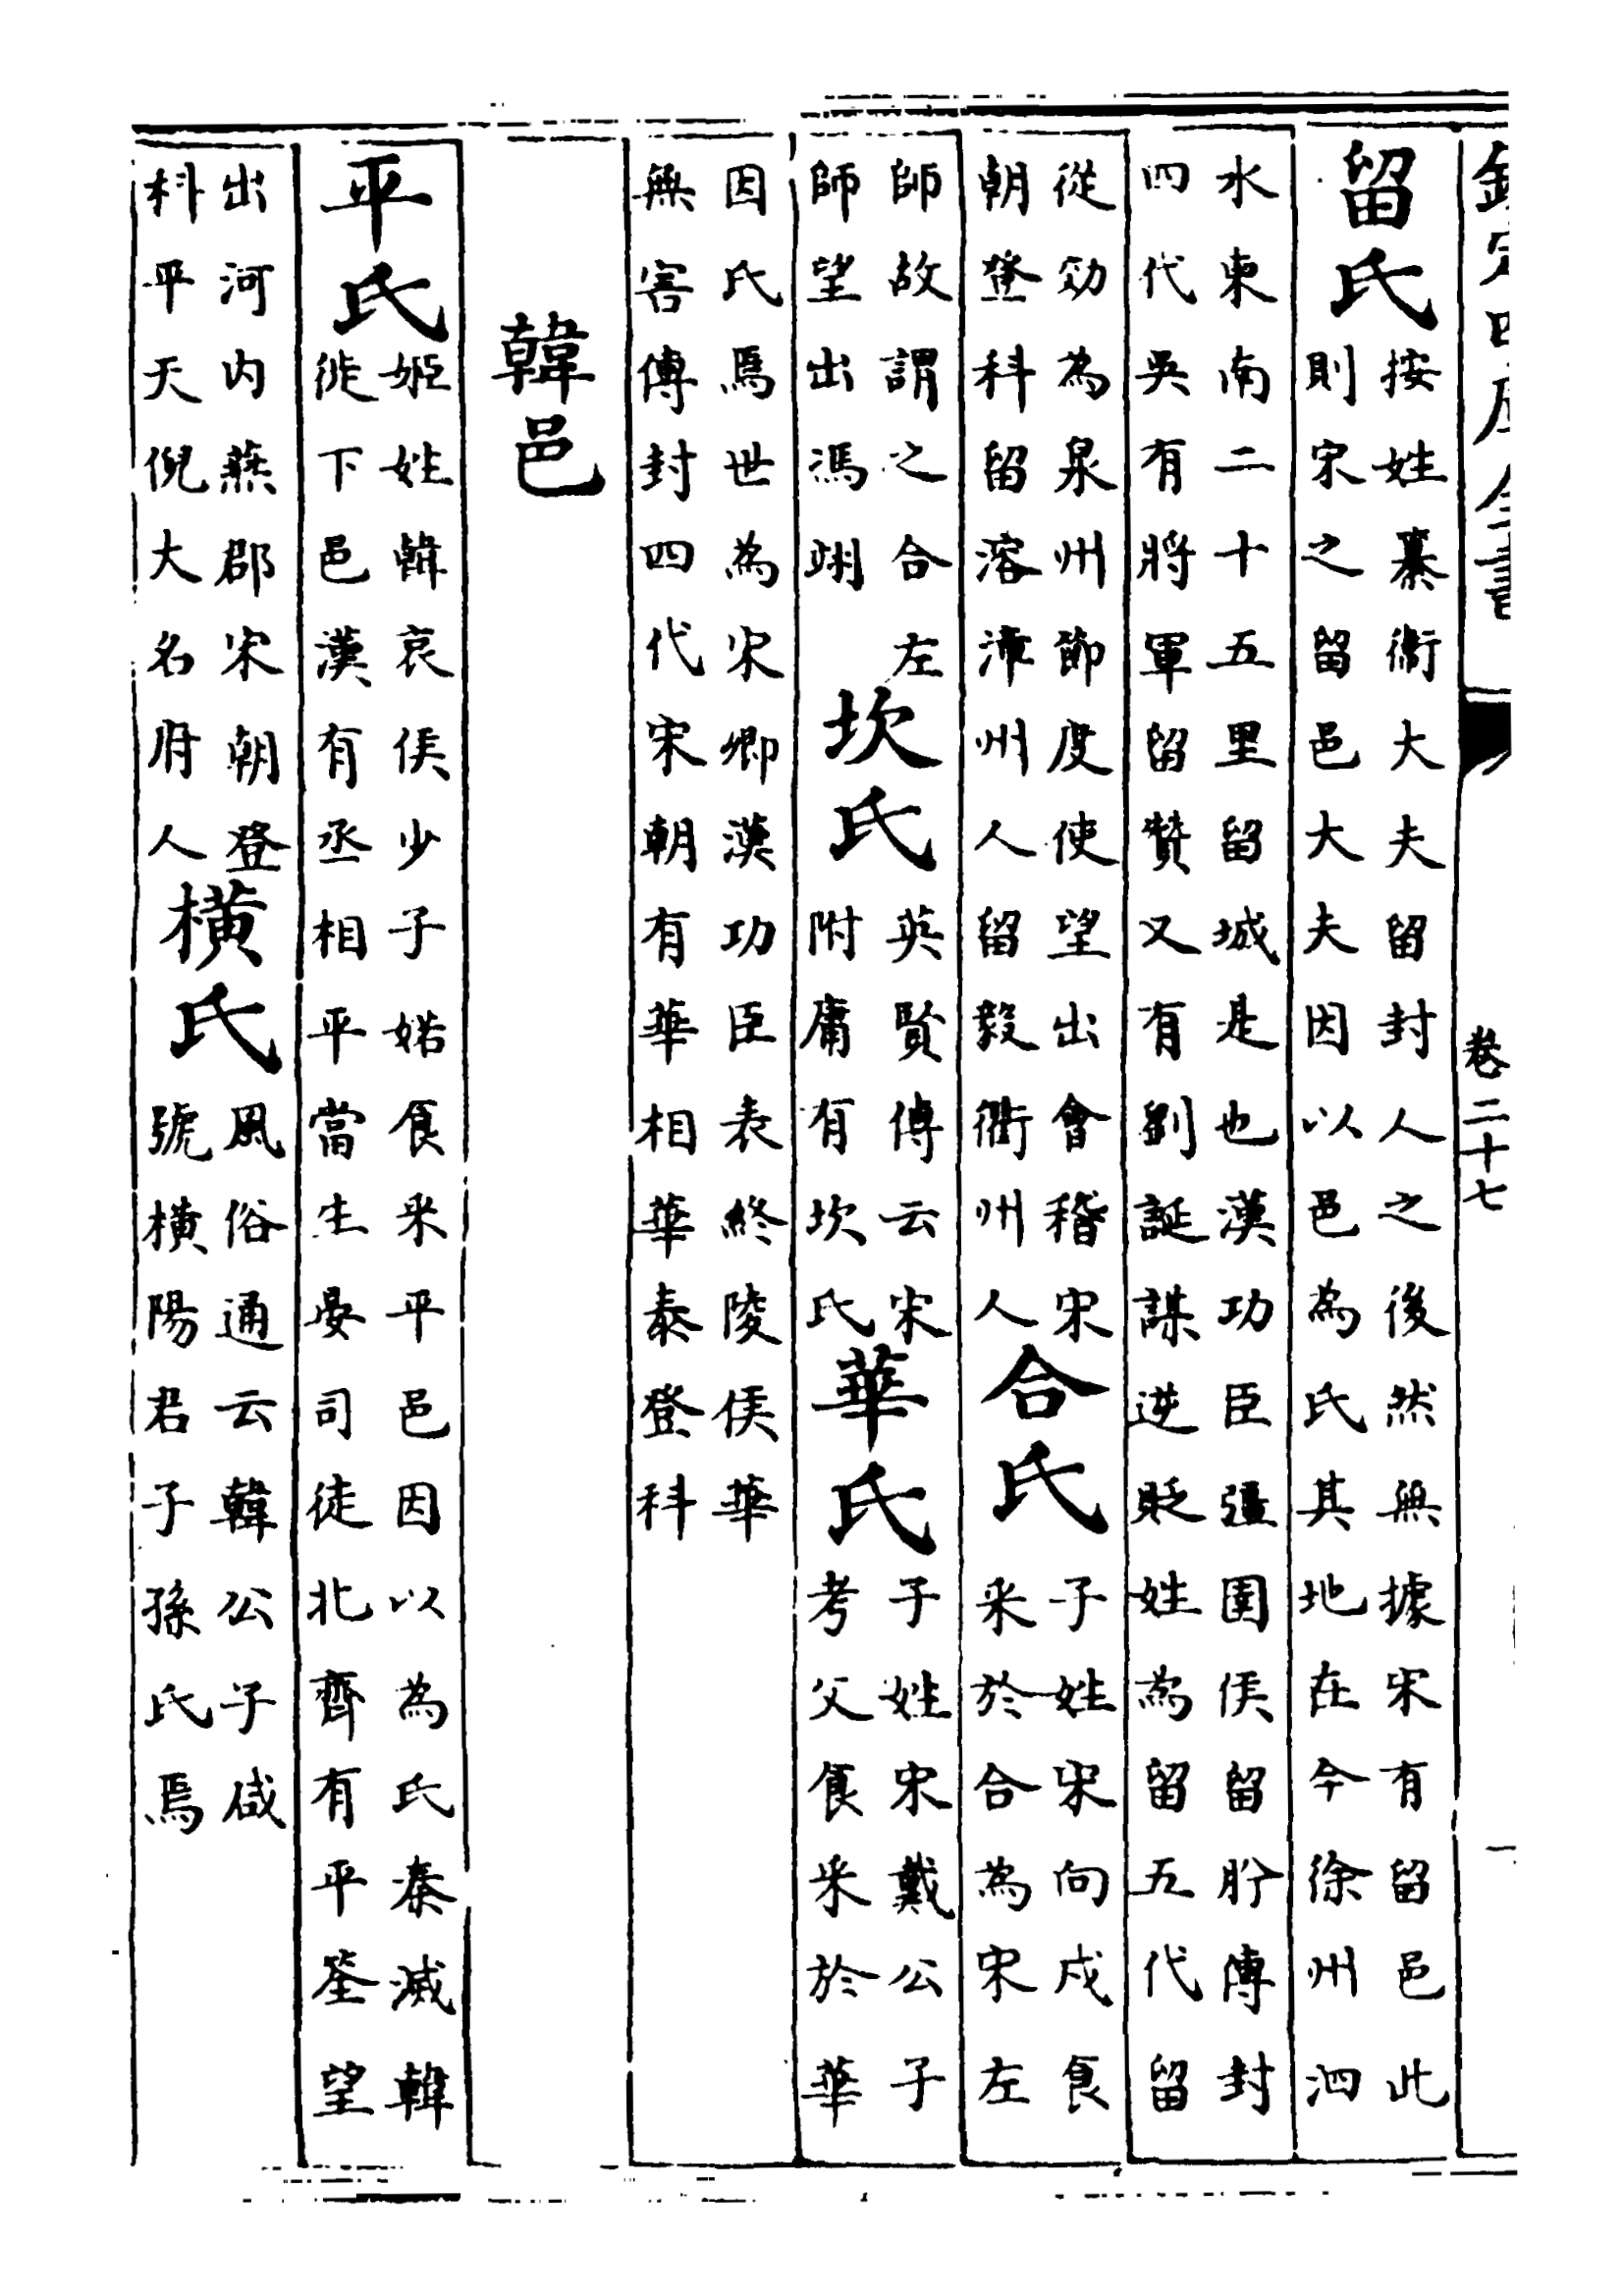 欽定四庫全書
卷二十七
留氏
按姓纂衞大夫留封人之後然無據宋有留邑此
則宋之留邑大夫因以邑為氏其地在今徐州泗
水東南二十五里留城是也漢功臣彊圉侯留肹傳封
四代吳有將軍留贊又有劉誕謀逆貶姓為留五代留
從効為泉州節度使望出會稽宋
朝登科留溶漳州人留毅衢州人
合氏
子姓宋向戍食
采於合為宋左
師故謂之合左
師望出馮翊
坎氏
英賢傳云宋
附庸有坎氏
華氏
子姓宋戴公子
考父食采於華
因氏焉世為宋卿漢功臣表終陵侯華
無害傳封四代宋朝有華相華泰登科
韓邑
平氏
姬姓韓哀侯少子婼食采平邑因以為氏秦滅韓
徙下邑漢有丞相平當生晏司徒北齊有平筌望
出河內燕郡宋朝登
科平天倪大名府人
橫氏
風俗通云韓公子咸
號橫陽君子孫氏焉